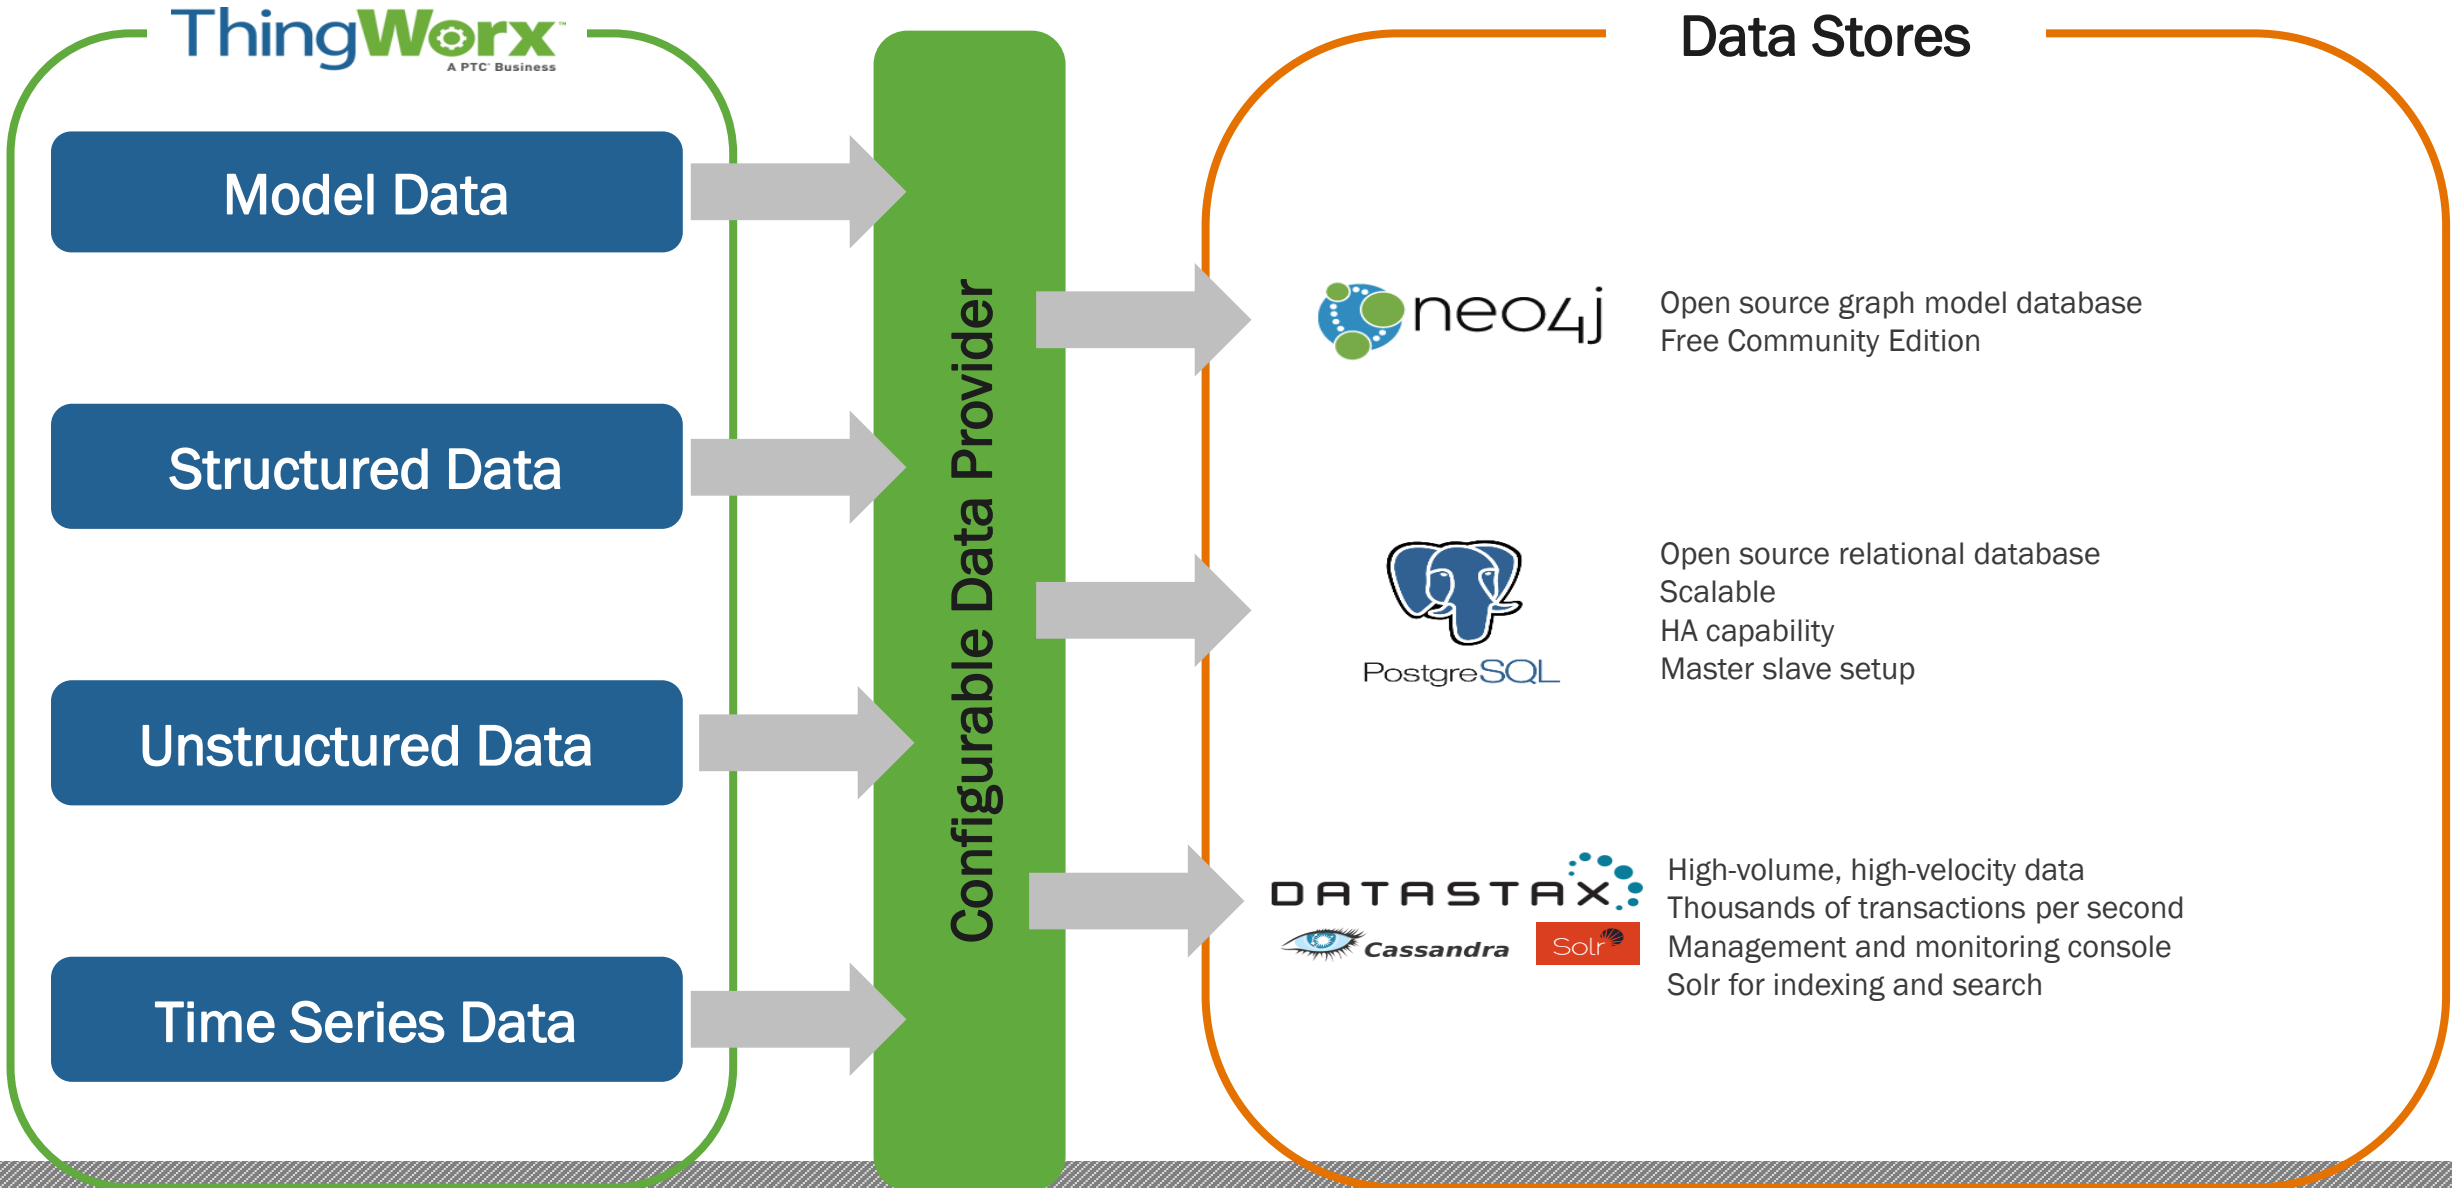 ThingWorx™
A PTC® Business
Model Data
Structured Data
Unstructured Data
Time Series Data
Configurable Data Provider
Data Stores
neo4j
Open source graph model database
Free Community Edition
PostgreSQL
Open source relational database
Scalable
HA capability
Master slave setup
DATASTAX
Cassandra
Solr
High-volume, high-velocity data
Thousands of transactions per second
Management and monitoring console
Solr for indexing and search